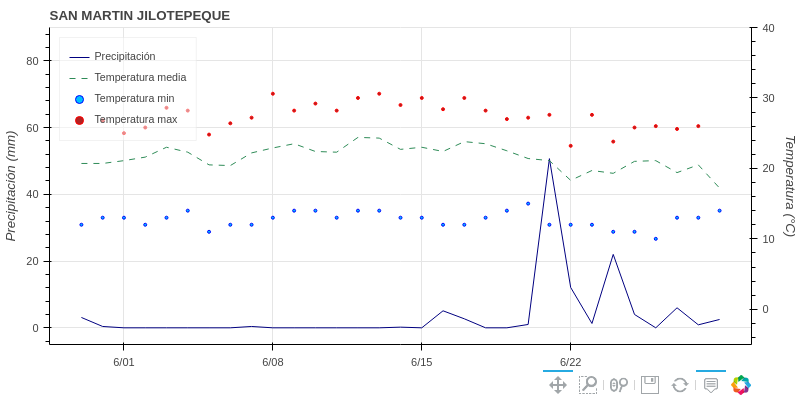 SAN MARTIN JILOTEPEQUE
Precipitación
Temperatura media
Temperatura min
Temperatura max
Precipitación (mm)
80
60
40
20
0
Temperatura (°C)
40
30
20
10
0
6/01
6/08
6/15
6/22